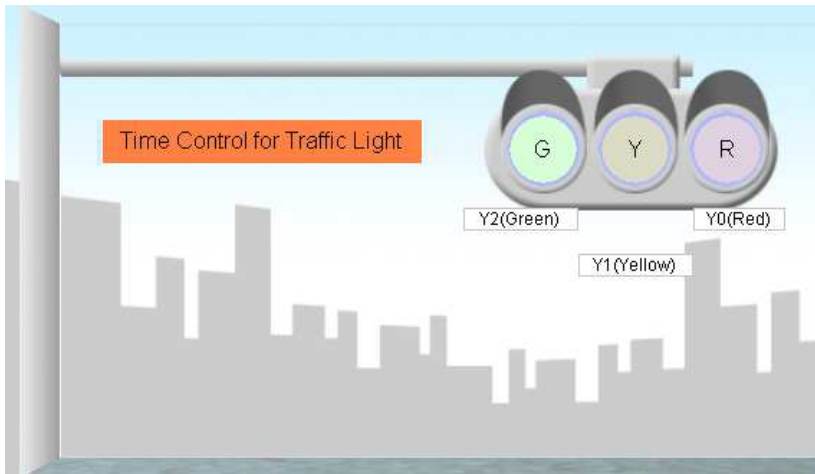 Time Control for Traffic Light
G Y R
Y2(Green) Y0(Red)
Y1(Yellow)